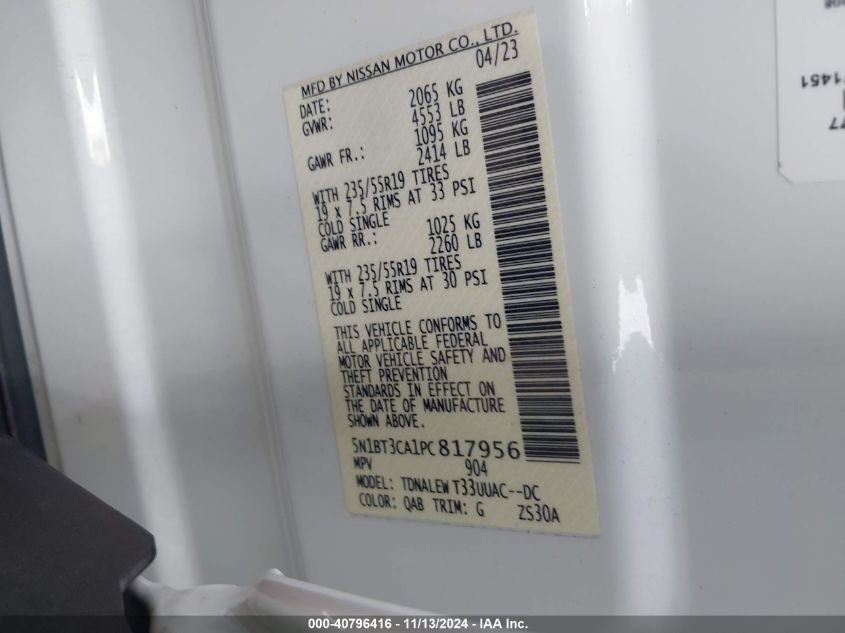 MFD BY NISSAN MOTOR CO., LTD.
DATE: 04/23
GVWR: 2065 KG
4553 LB
GAWR FR.: 1095 KG
2414 LB
WITH 235/55R19 TIRES
19 x 7.5 RIMS AT 33 PSI
COLD SINGLE
GAWR RR.: 1025 KG
2260 LB
WITH 235/55R19 TIRES
19 x 7.5 RIMS AT 30 PSI
COLD SINGLE
THIS VEHICLE CONFORMS TO
ALL APPLICABLE FEDERAL
MOTOR VEHICLE SAFETY AND
THEFT PREVENTION
STANDARDS IN EFFECT ON
THE DATE OF MANUFACTURE
SHOWN ABOVE.
5N1BT3CA1PC817956
MPV 904
MODEL: TDNALEW T33UUAC--DC
COLOR: QAB TRIM: G ZS30A
1451
77
000-40796416 - 11/13/2024 - IAA Inc.